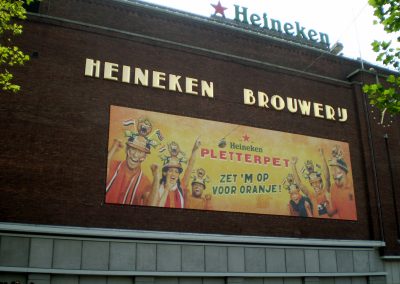 Heineken
HEINEKEN BROUWERIJ
Heineken
PLETTERPET
ZET 'M OP
VOOR ORANJE!